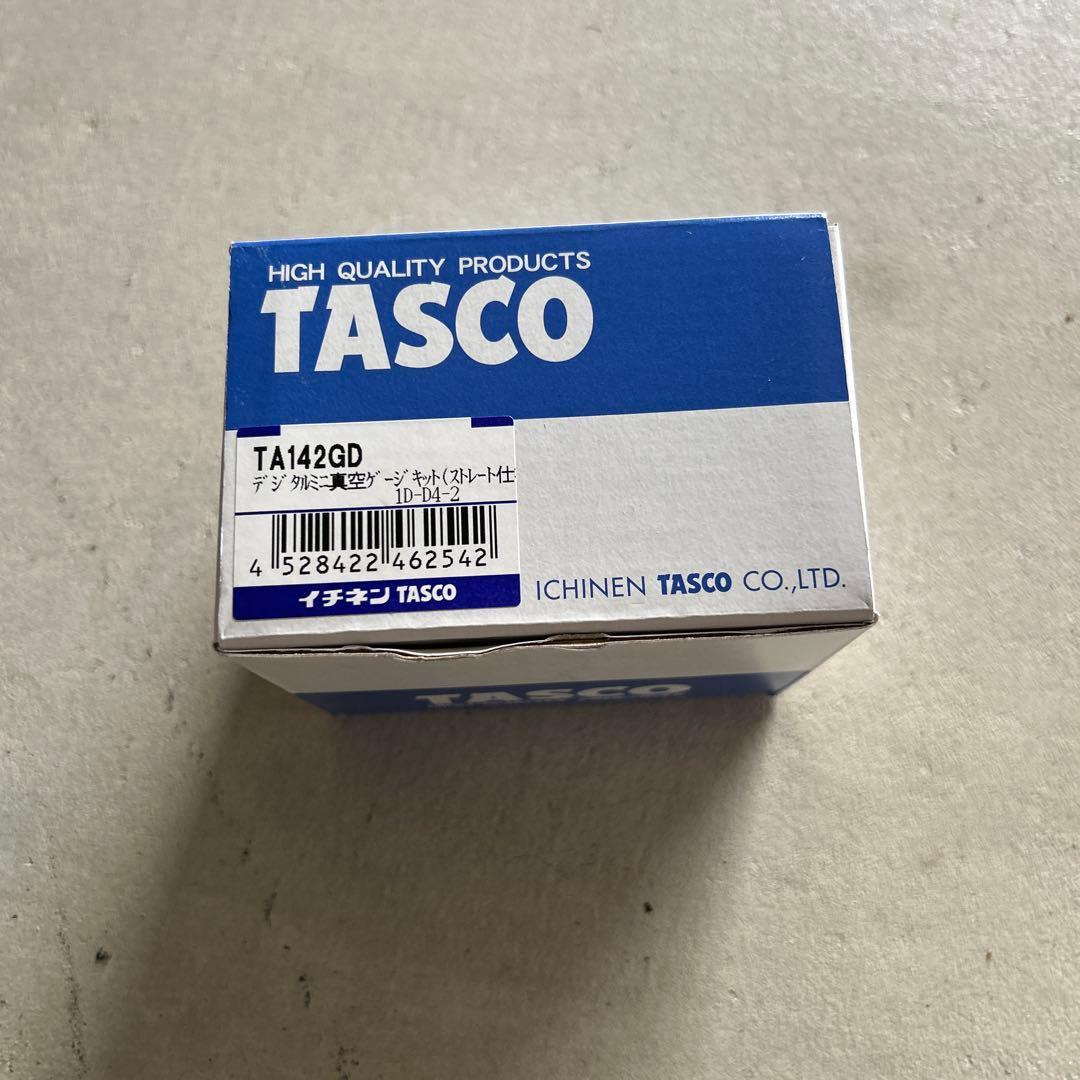 HIGH QUALITY PRODUCTS
TASCO
TA142GD
デジタルミニ真空ゲージキット(ストレート仕
1D-D4-2
4 528422 462542
イチネン TASCO
ICHINEN TASCO CO.,LTD.
TASCO